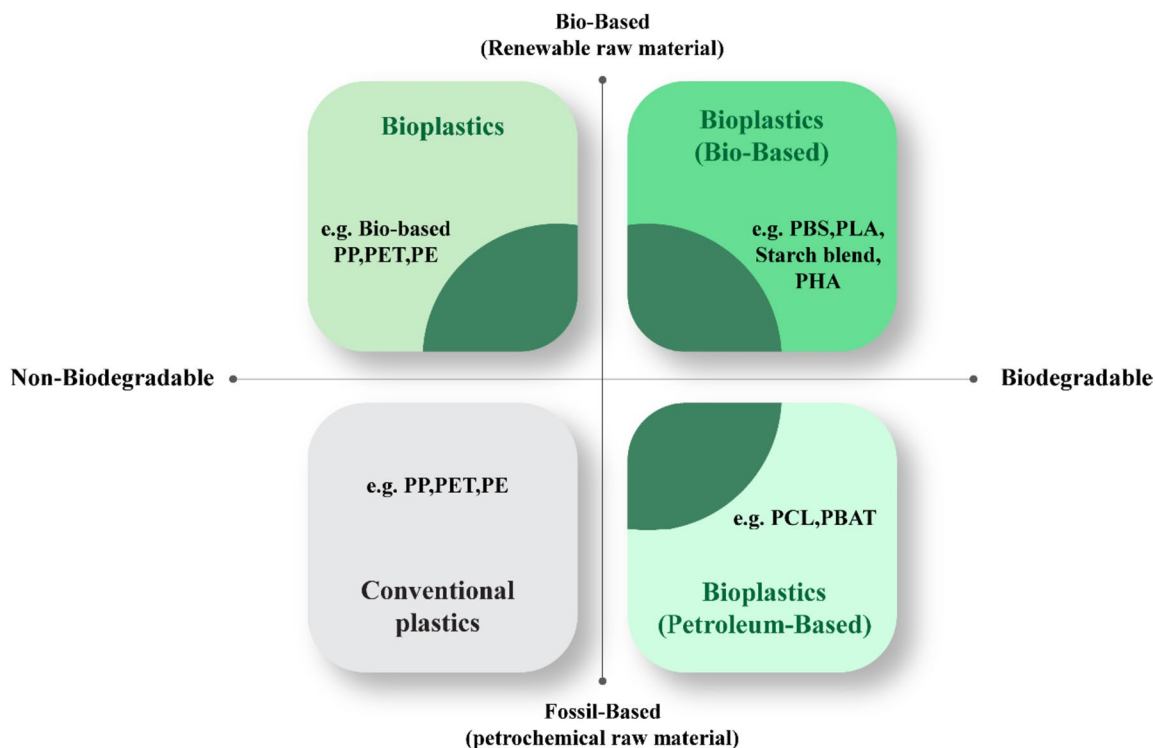 Bio-Based
(Renewable raw material)
Bioplastics
e.g. Bio-based
PP,PET,PE
Bioplastics
(Bio-Based)
e.g. PBS,PLA,
Starch blend,
PHA
Non-Biodegradable
Biodegradable
e.g. PP,PET,PE
Conventional
plastics
e.g. PCL,PBAT
Bioplastics
(Petroleum-Based)
Fossil-Based
(petrochemical raw material)